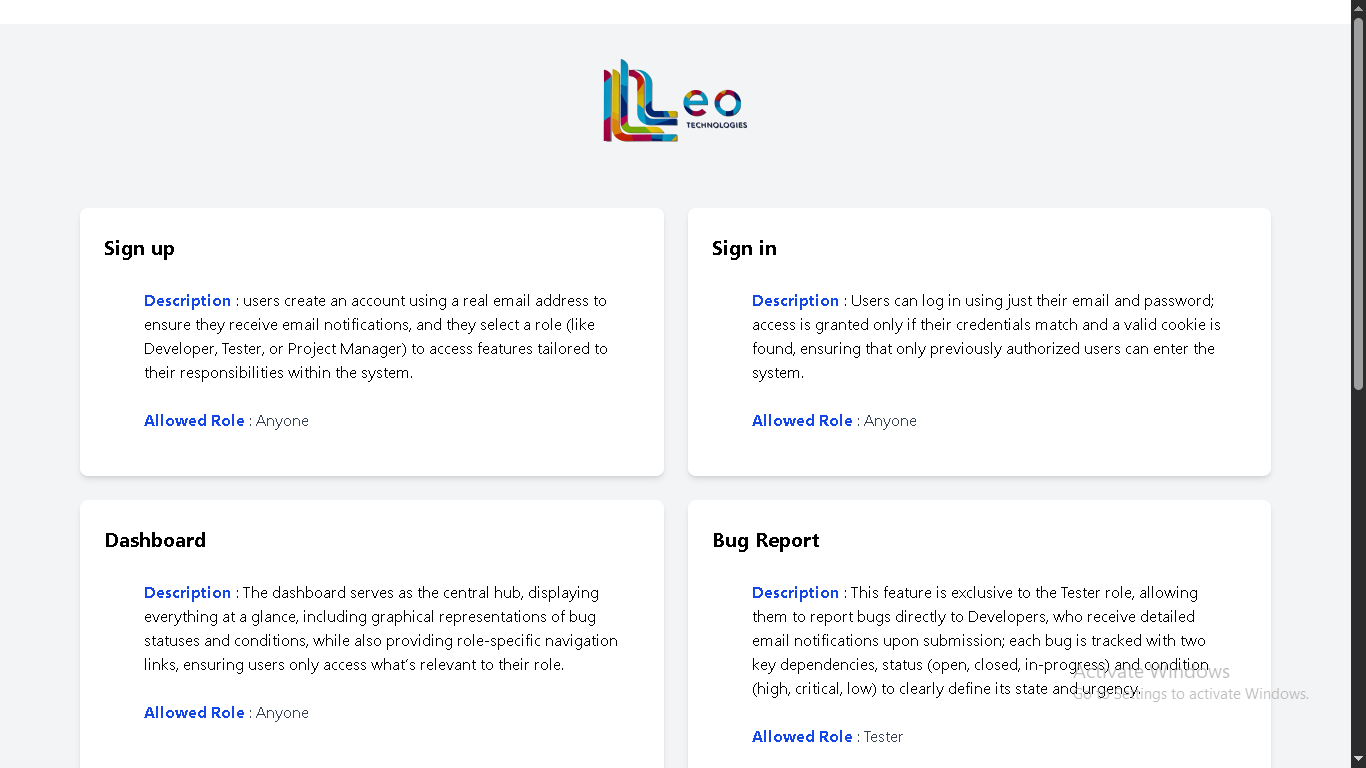 Leo
TECHNOLOGIES
Sign up
Description : users create an account using a real email address to
ensure they receive email notifications, and they select a role (like
Developer, Tester, or Project Manager) to access features tailored to
their responsibilities within the system.
Allowed Role : Anyone
Sign in
Description : Users can log in using just their email and password;
access is granted only if their credentials match and a valid cookie is
found, ensuring that only previously authorized users can enter the
system.
Allowed Role : Anyone
Dashboard
Description : The dashboard serves as the central hub, displaying
everything at a glance, including graphical representations of bug
statuses and conditions, while also providing role-specific navigation
links, ensuring users only access what's relevant to their role.
Allowed Role : Anyone
Bug Report
Description : This feature is exclusive to the Tester role, allowing
them to report bugs directly to Developers, who receive detailed
email notifications upon submission; each bug is tracked with two
key dependencies, status (open, closed, in-progress) and condition
(high, critical, low) to clearly define its state and urgency.
Allowed Role : Tester
Activate Windows
Go to Settings to activate Windows.